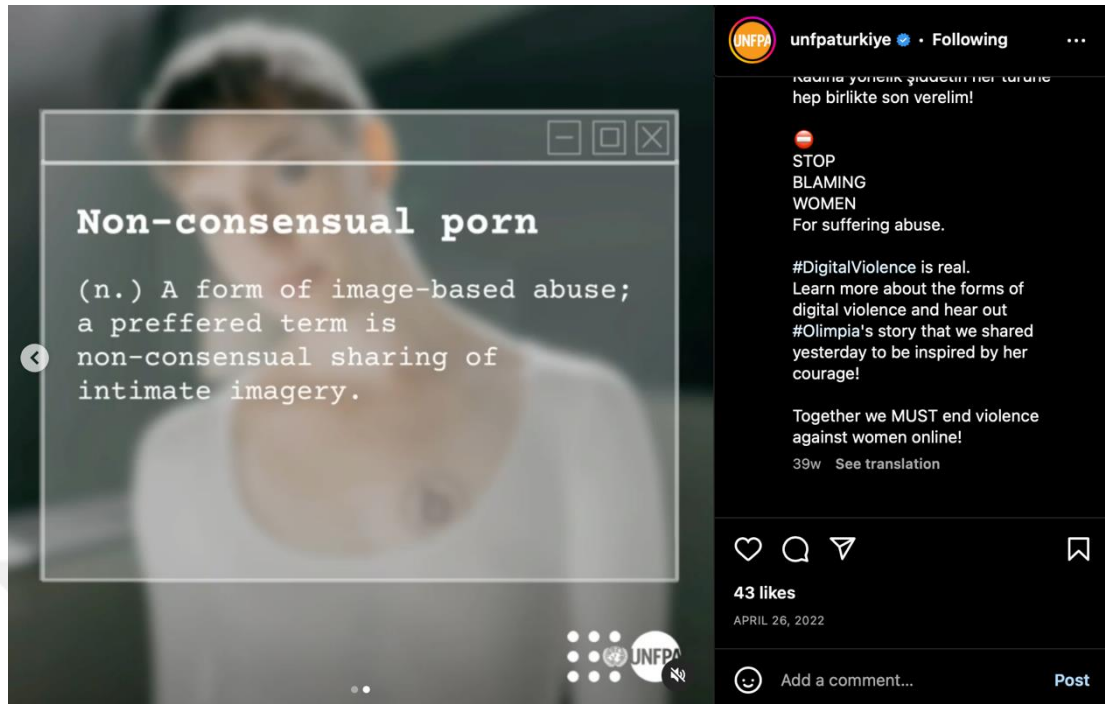 Non-consensual porn
(n.) A form of image-based abuse;
a preffered term is
non-consensual sharing of
intimate imagery.
UNFPA
UNFPA
unfpaturkiye • Following
Kadına yönelik şiddetin her türüne
hep birlikte son verelim!
STOP
BLAMING
WOMEN
For suffering abuse.
#DigitalViolence is real.
Learn more about the forms of
digital violence and hear out
#Olimpia's story that we shared
yesterday to be inspired by her
courage!
Together we MUST end violence
against women online!
39w See translation
43 likes
APRIL 26, 2022
Add a comment... Post